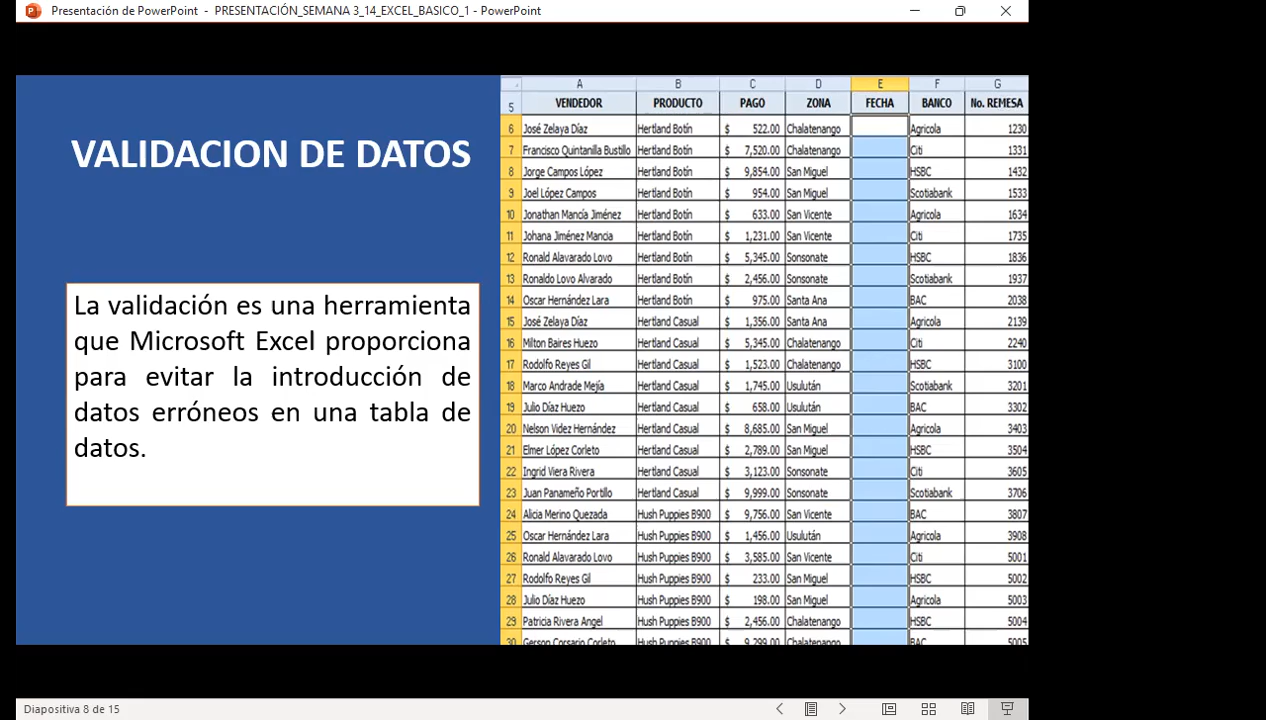 Presentación de PowerPoint - PRESENTACIÓN_SEMANA 3_14_EXCEL_BASICO_1 - PowerPoint
VALIDACION DE DATOS
La validación es una herramienta
que Microsoft Excel proporciona
para evitar la introducción de
datos erróneos en una tabla de
datos.
A B C D E F G
5 VENDEDOR PRODUCTO PAGO ZONA FECHA BANCO No. REMESA
6 José Zelaya Díaz Hertland Botín $ 522.00 Chalatenango Agricola 1230
7 Francisco Quintanilla Bustillo Hertland Botín $ 7,520.00 Chalatenango Citi 1331
8 Jorge Campos López Hertland Botín $ 9,854.00 San Miguel HSBC 1432
9 Joel López Campos Hertland Botín $ 954.00 San Miguel Scotiabank 1533
10 Jonathan Mancía Jiménez Hertland Botín $ 633.00 San Vicente Agricola 1634
11 Johana Jiménez Mancia Hertland Botín $ 1,231.00 San Vicente Citi 1735
12 Ronald Alavarado Lovo Hertland Botín $ 5,345.00 Sonsonate HSBC 1836
13 Ronaldo Lovo Alvarado Hertland Botín $ 2,456.00 Sonsonate Scotiabank 1937
14 Oscar Hernández Lara Hertland Botín $ 975.00 Santa Ana BAC 2038
15 José Zelaya Díaz Hertland Casual $ 1,356.00 Santa Ana Agricola 2139
16 Milton Baires Huezo Hertland Casual $ 5,345.00 Chalatenango Citi 2240
17 Rodolfo Reyes Gil Hertland Casual $ 1,523.00 Chalatenango HSBC 3100
18 Marco Andrade Mejía Hertland Casual $ 1,745.00 Usulután Scotiabank 3201
19 Julio Díaz Huezo Hertland Casual $ 658.00 Usulután BAC 3302
20 Nelson Videz Hernández Hertland Casual $ 8,685.00 San Miguel Agricola 3403
21 Elmer López Corleto Hertland Casual $ 2,789.00 San Miguel HSBC 3504
22 Ingrid Viera Rivera Hertland Casual $ 3,123.00 Sonsonate Citi 3605
23 Juan Panameño Portillo Hertland Casual $ 9,999.00 Sonsonate Scotiabank 3706
24 Alicia Merino Quezada Hush Puppies B900 $ 9,756.00 San Vicente BAC 3807
25 Oscar Hernández Lara Hush Puppies B900 $ 1,456.00 Usulután Agricola 3908
26 Ronald Alavarado Lovo Hush Puppies B900 $ 3,585.00 San Vicente Citi 5001
27 Rodolfo Reyes Gil Hush Puppies B900 $ 233.00 San Miguel HSBC 5002
28 Julio Díaz Huezo Hush Puppies B900 $ 198.00 San Miguel Agricola 5003
29 Patricia Rivera Angel Hush Puppies B900 $ 2,456.00 Chalatenango HSBC 5004
30 Gerson Corsario Corleto Hush Puppies B900 $ 9,299.00 Chalatenango BAC 5005
Diapositiva 8 de 15